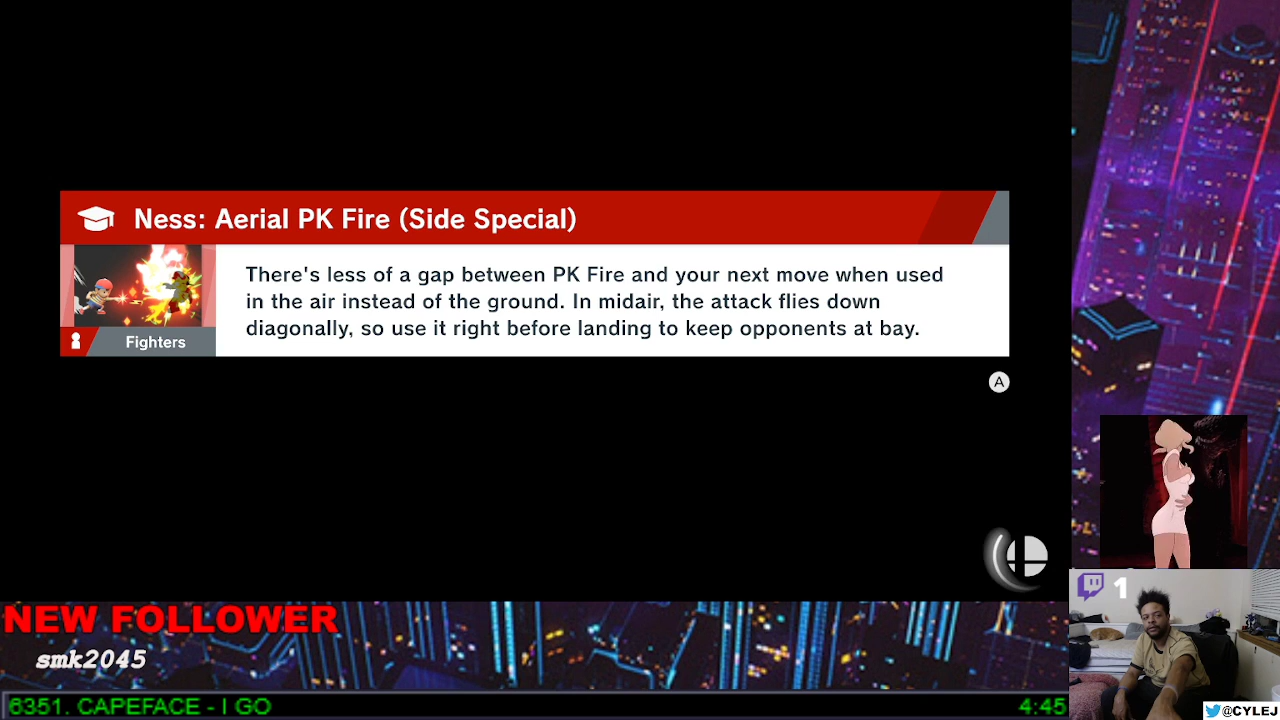 Ness: Aerial PK Fire (Side Special)
There's less of a gap between PK Fire and your next move when used
in the air instead of the ground. In midair, the attack flies down
diagonally, so use it right before landing to keep opponents at bay.
Fighters
A
NEW FOLLOWER
smk2045
6351. CAPEFACE - I GO
4:45
1
@CYLEJ